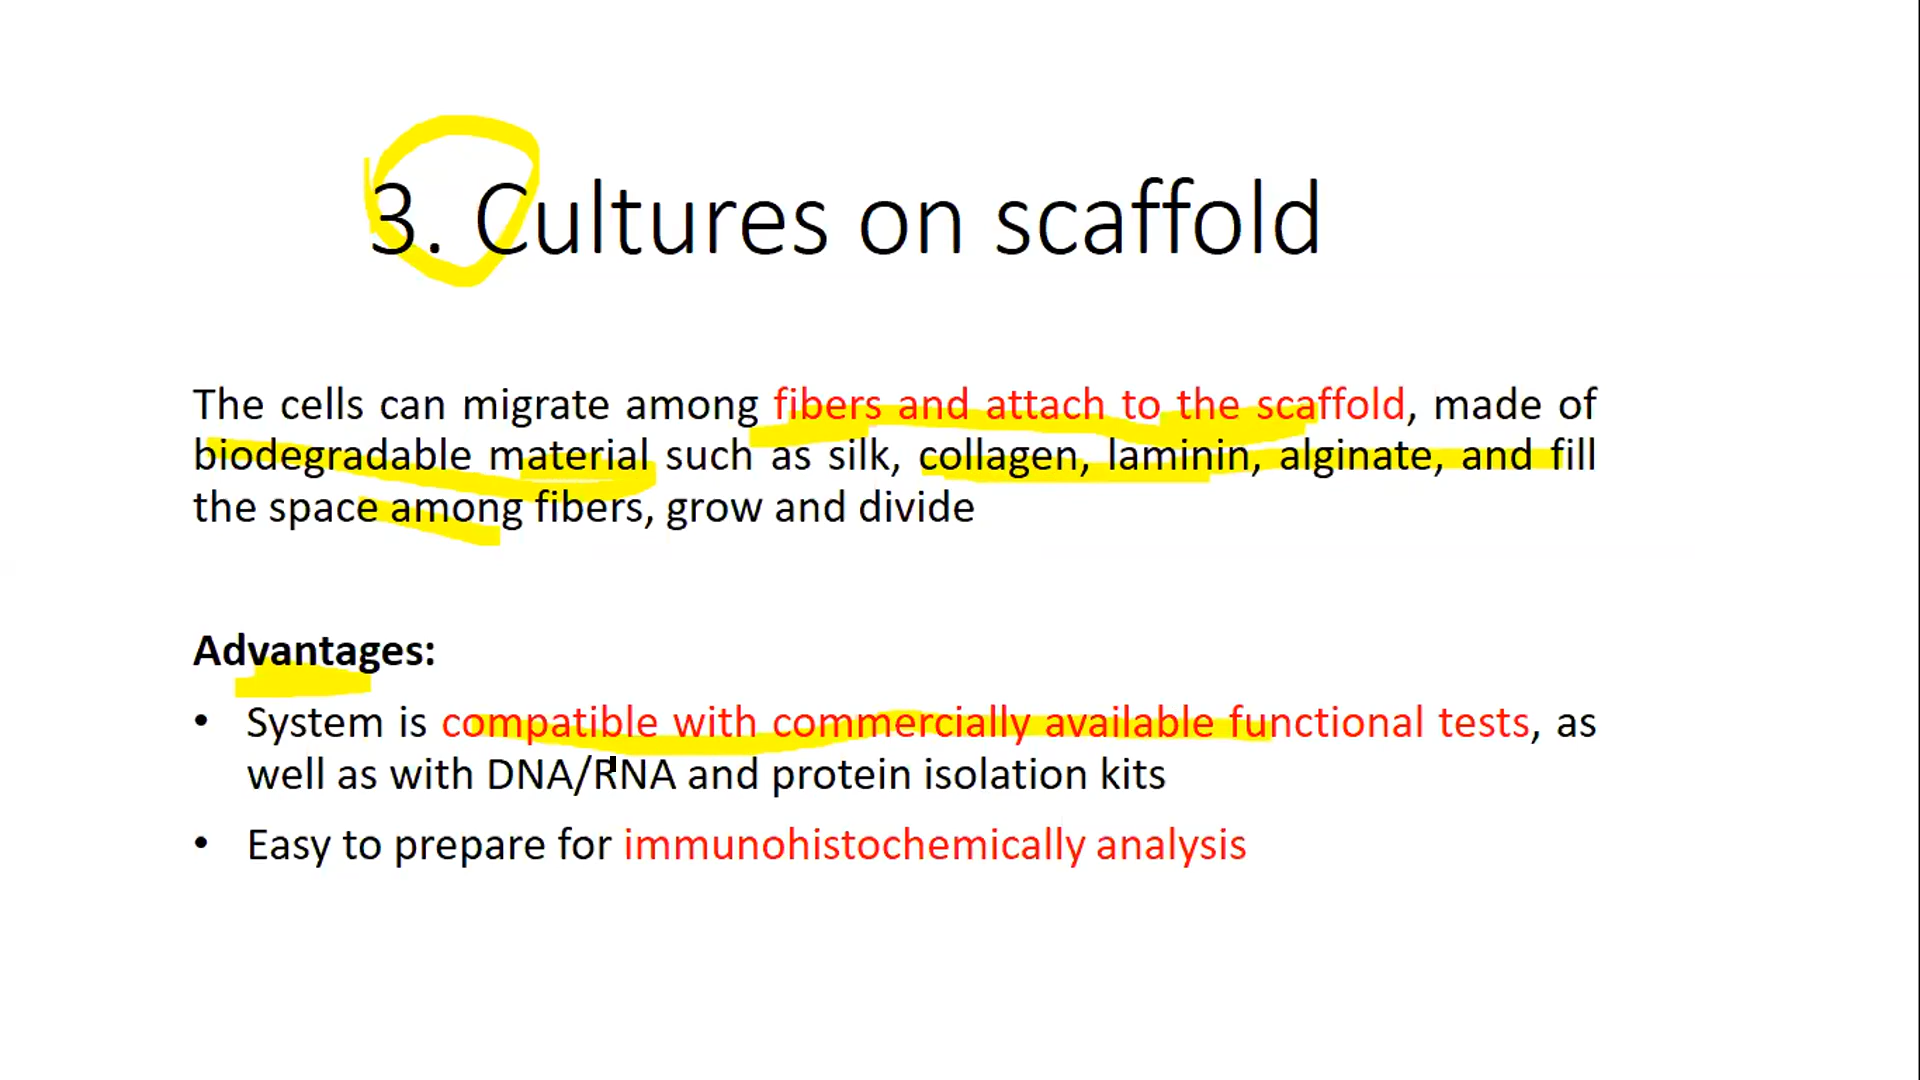 3. Cultures on scaffold
The cells can migrate among fibers and attach to the scaffold, made of
biodegradable material such as silk, collagen, laminin, alginate, and fill
the space among fibers, grow and divide
Advantages:
• System is compatible with commercially available functional tests, as
well as with DNA/RNA and protein isolation kits
• Easy to prepare for immunohistochemically analysis